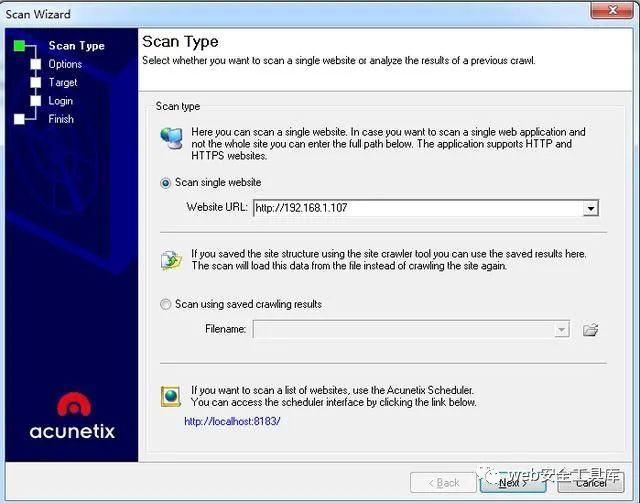 Scan Wizard
Scan Type
Options
Target
Login
Finish
Scan Type
Select whether you want to scan a single website or analyze the results of a previous crawl.
Scan type
Here you can scan a single website. In case you want to scan a single web application and
not the whole site you can enter the full path below. The application supports HTTP and
HTTPS websites.
Scan single website
Website URL: http://192.168.1.107
If you saved the site structure using the site crawler tool you can use the saved results here.
The scan will load this data from the file instead of crawling the site again.
Scan using saved crawling results
Filename:
If you want to scan a list of websites, use the Acunetix Scheduler.
You can access the scheduler interface by clicking the link below.
http://localhost:8183/
acunetix
< Back
Next >
Cancel
web安全工具库